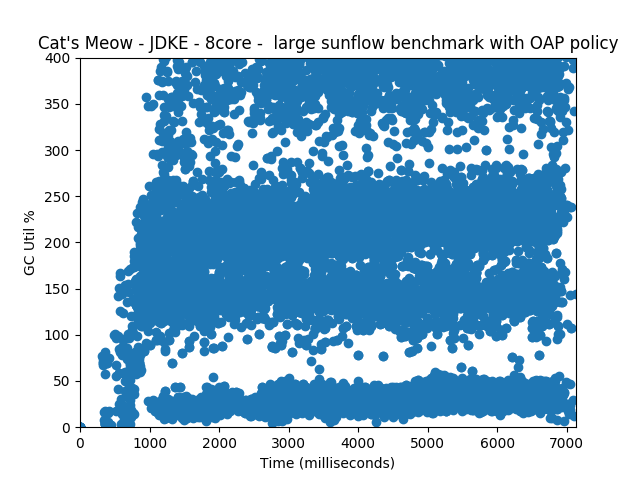 Cat's Meow - JDKE - 8core -  large sunflow benchmark with OAP policy
400
350
300
250
200
150
100
50
0
GC Util %
0 1000 2000 3000 4000 5000 6000 7000
Time (milliseconds)